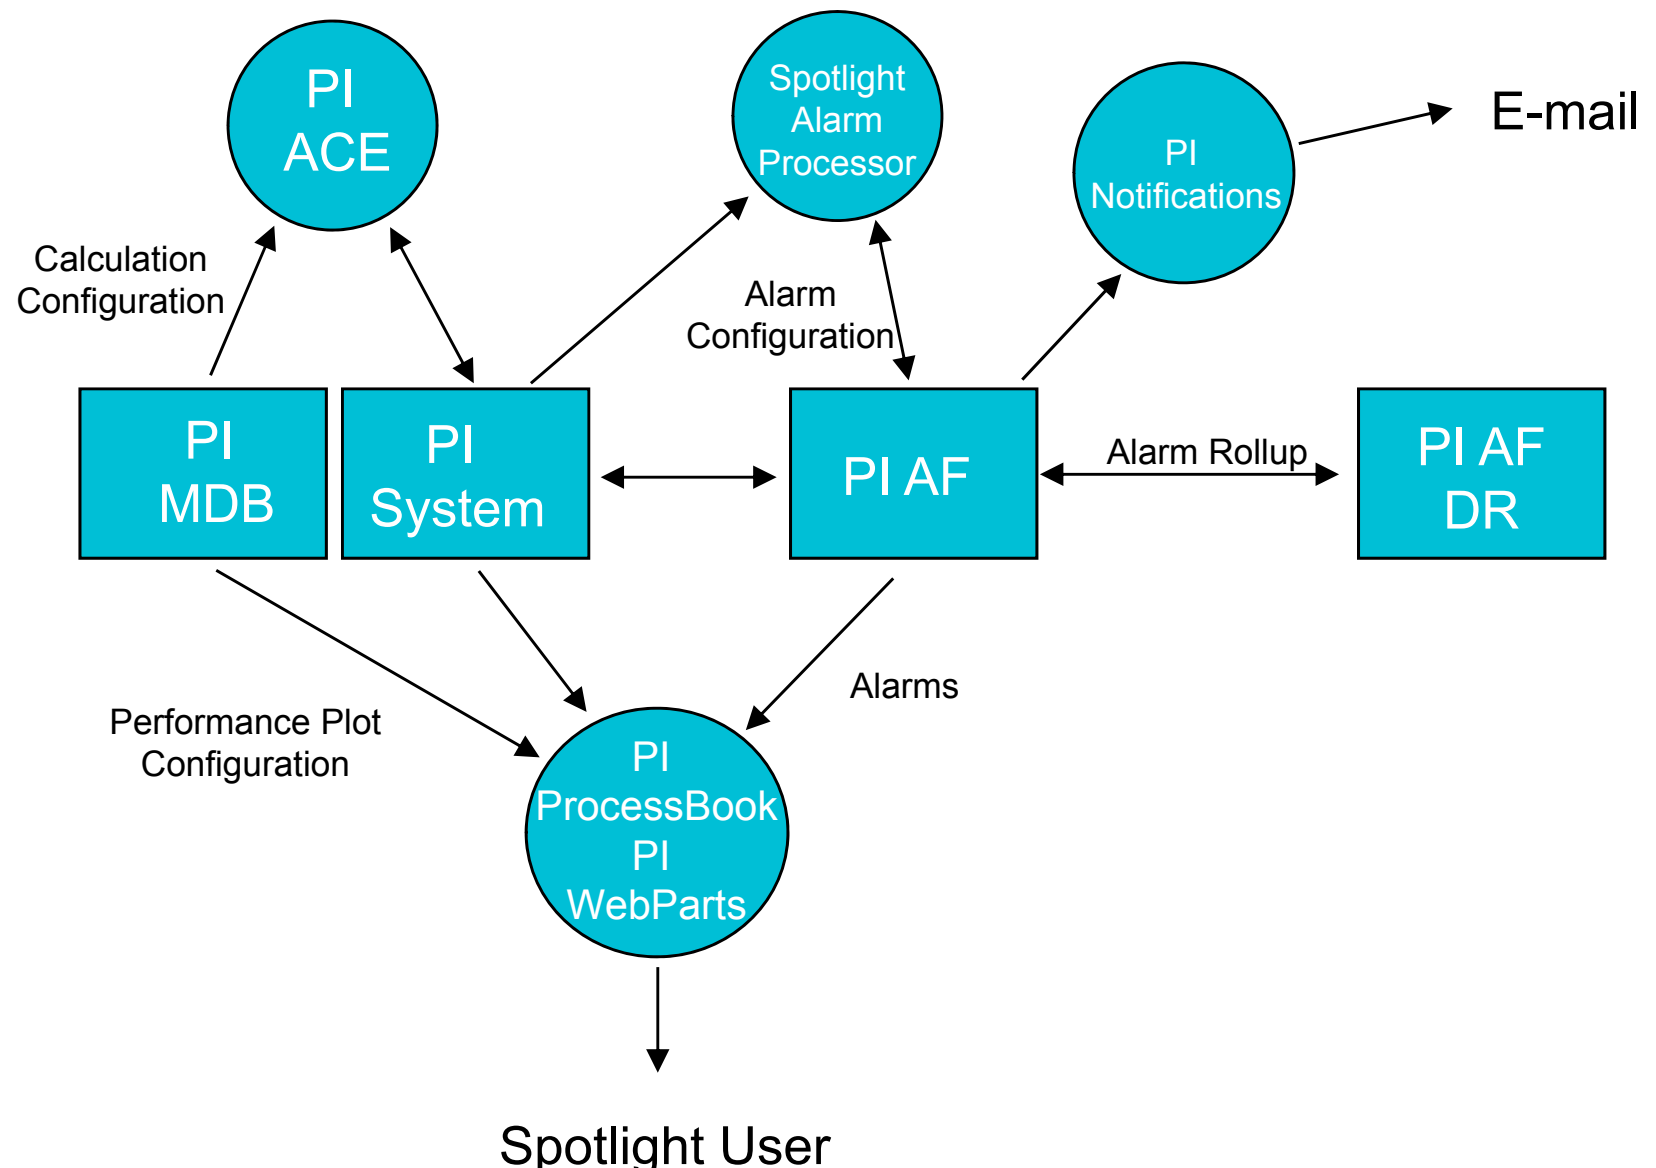 PI
ACE
Spotlight
Alarm
Processor
PI
Notifications
E-mail
Calculation
Configuration
Alarm
Configuration
PI
MDB
PI
System
PI AF
Alarm Rollup
PI AF
DR
Alarms
Performance Plot
Configuration
PI
ProcessBook
PI
WebParts
Spotlight User